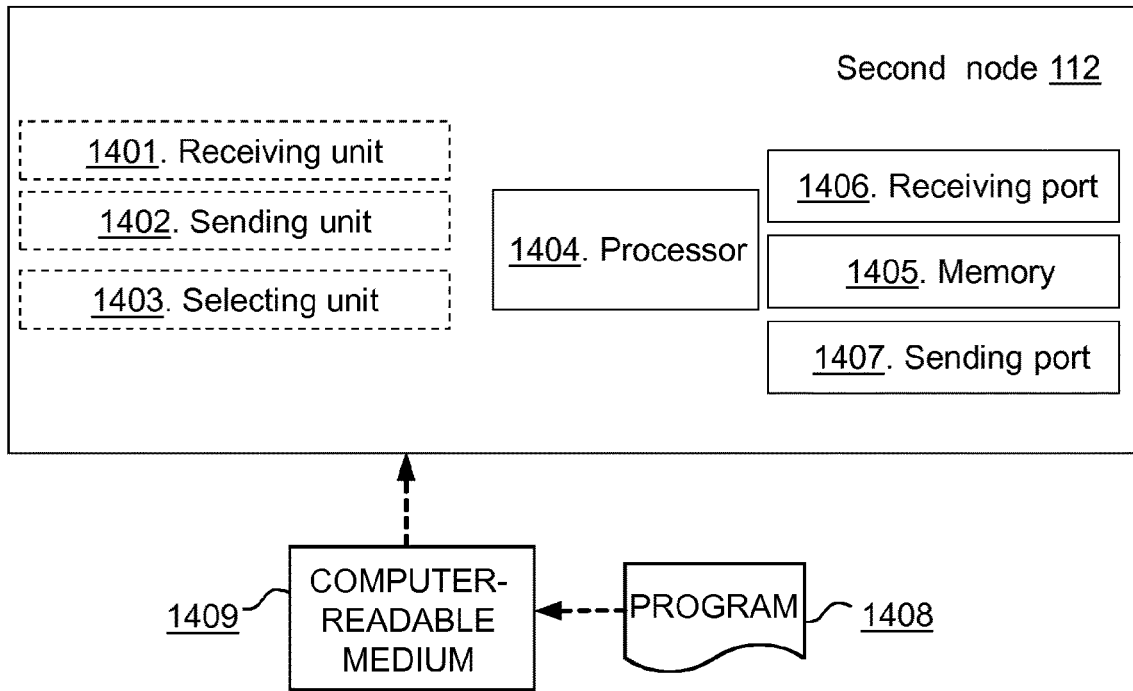 Second node 112
1401. Receiving unit
1402. Sending unit
1403. Selecting unit
1404. Processor
1406. Receiving port
1405. Memory
1407. Sending port
1409
COMPUTER-
READABLE
MEDIUM
PROGRAM
1408